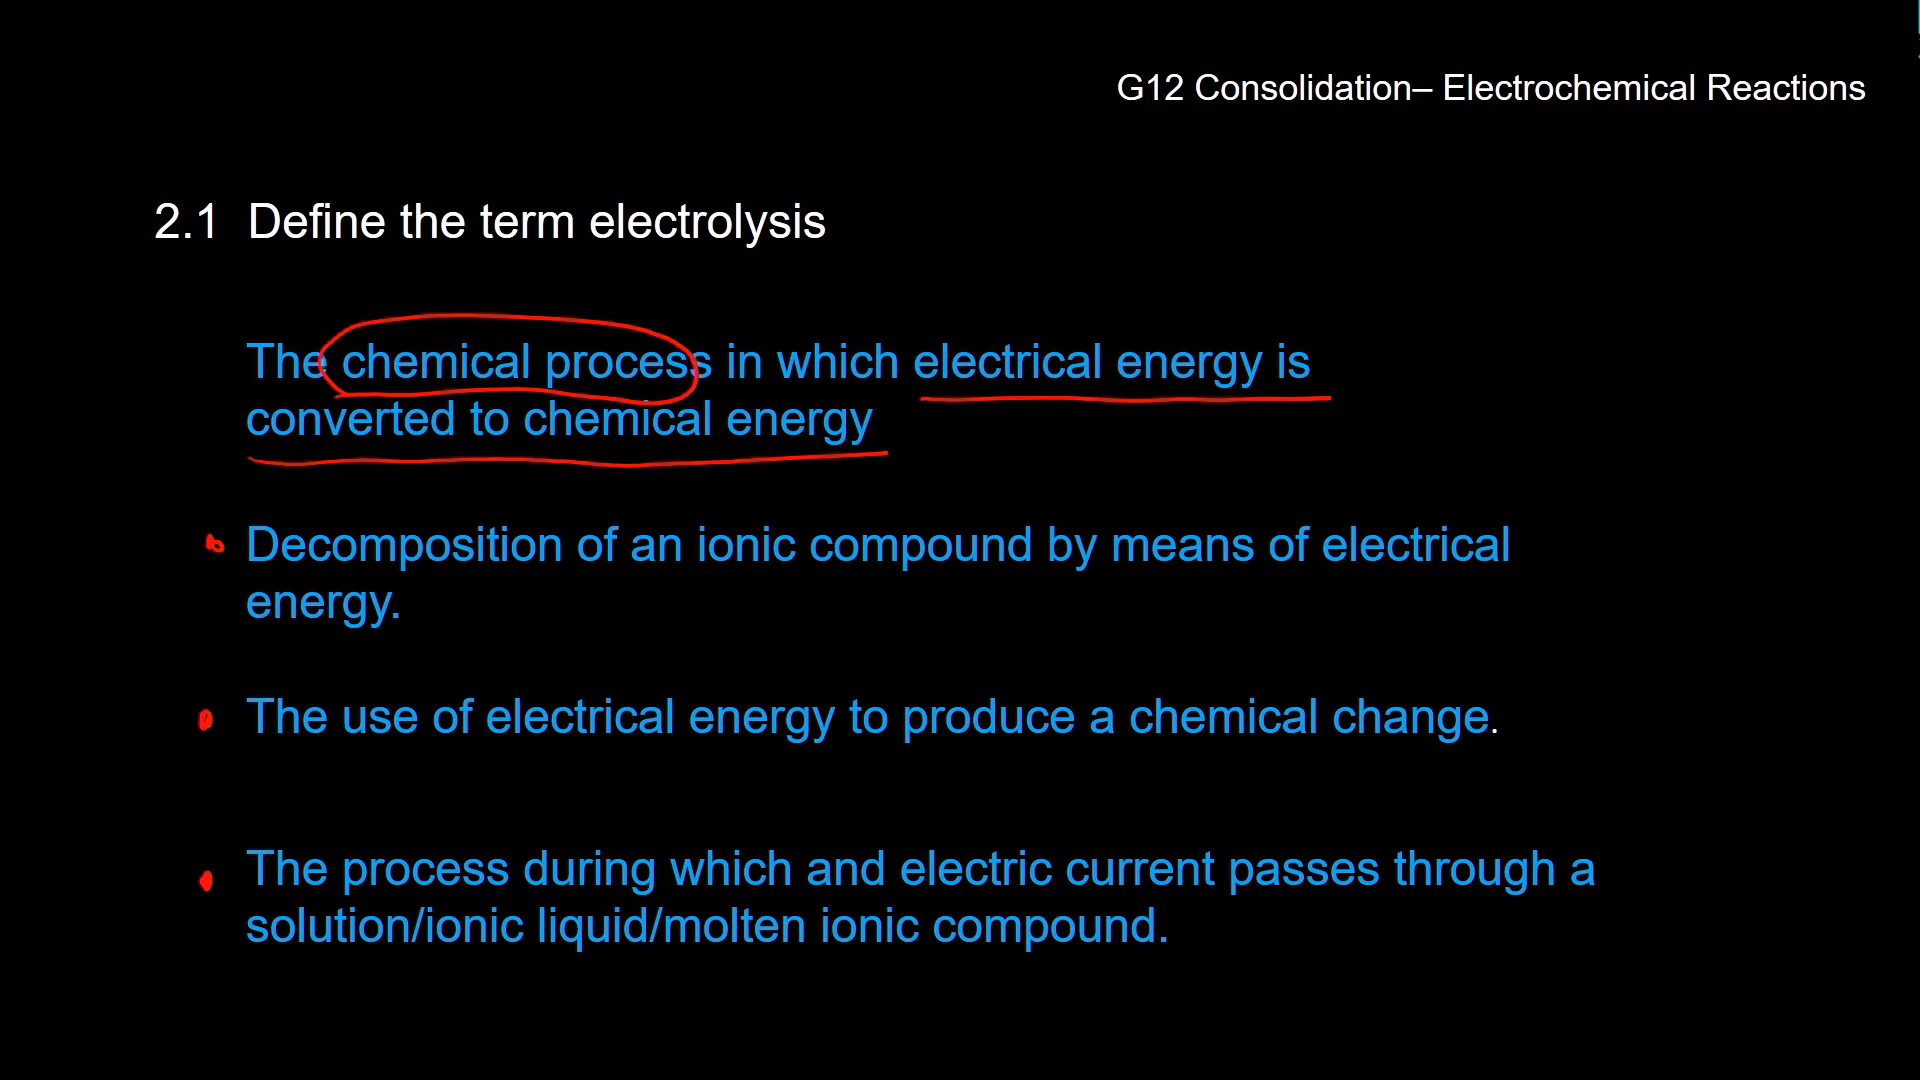 G12 Consolidation– Electrochemical Reactions
2.1 Define the term electrolysis
The chemical process in which electrical energy is
converted to chemical energy
Decomposition of an ionic compound by means of electrical
energy.
The use of electrical energy to produce a chemical change.
The process during which and electric current passes through a
solution/ionic liquid/molten ionic compound.